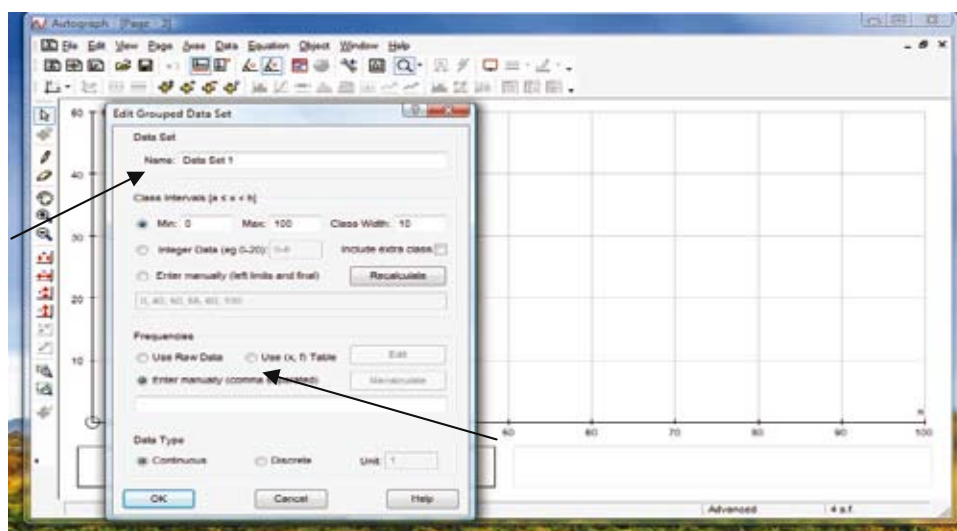 Autograph - [Page : 2]
File Edit View Page Axes Data Equation Object Window Help
Edit Grouped Data Set
Data Set
Name: Data Set 1
Class Intervals [a ≤ x < b]
Min: 0 Max: 100 Class Width: 10
Integer Data (eg 0-20): Include extra class:
Enter manually (left limits and final) Recalculate
Frequencies
Use Raw Data Use (x, f) Table Edit
Enter manually (comma separated)
Data Type
Continuous Discrete Unit: 1
OK Cancel Help
60
40
30
20
10
60 70 80 90 100
Advanced 4 s.f.